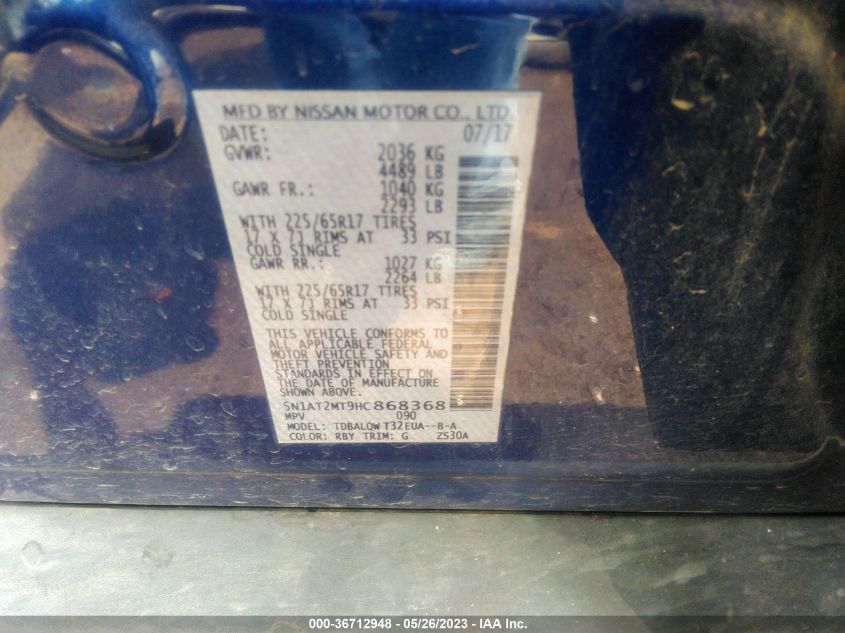 MFD BY NISSAN MOTOR CO., LTD.
DATE: 07/17
GVWR: 2036 KG
4489 LB
GAWR FR.: 1040 KG
2293 LB
WITH 225/65R17 TIRES
17 X 7J RIMS AT 33 PSI
COLD SINGLE
GAWR RR.: 1027 KG
2264 LB
WITH 225/65R17 TIRES
17 X 7J RIMS AT 33 PSI
COLD SINGLE
THIS VEHICLE CONFORMS TO
ALL APPLICABLE FEDERAL
MOTOR VEHICLE SAFETY AND
THEFT PREVENTION
STANDARDS IN EFFECT ON
THE DATE OF MANUFACTURE
SHOWN ABOVE.
5N1AT2MT9HC868368
MPV 090
MODEL: TDBALQW T32EUA--B-A
COLOR: RBY TRIM: G ZS30A
000-36712948 - 05/26/2023 - IAA Inc.